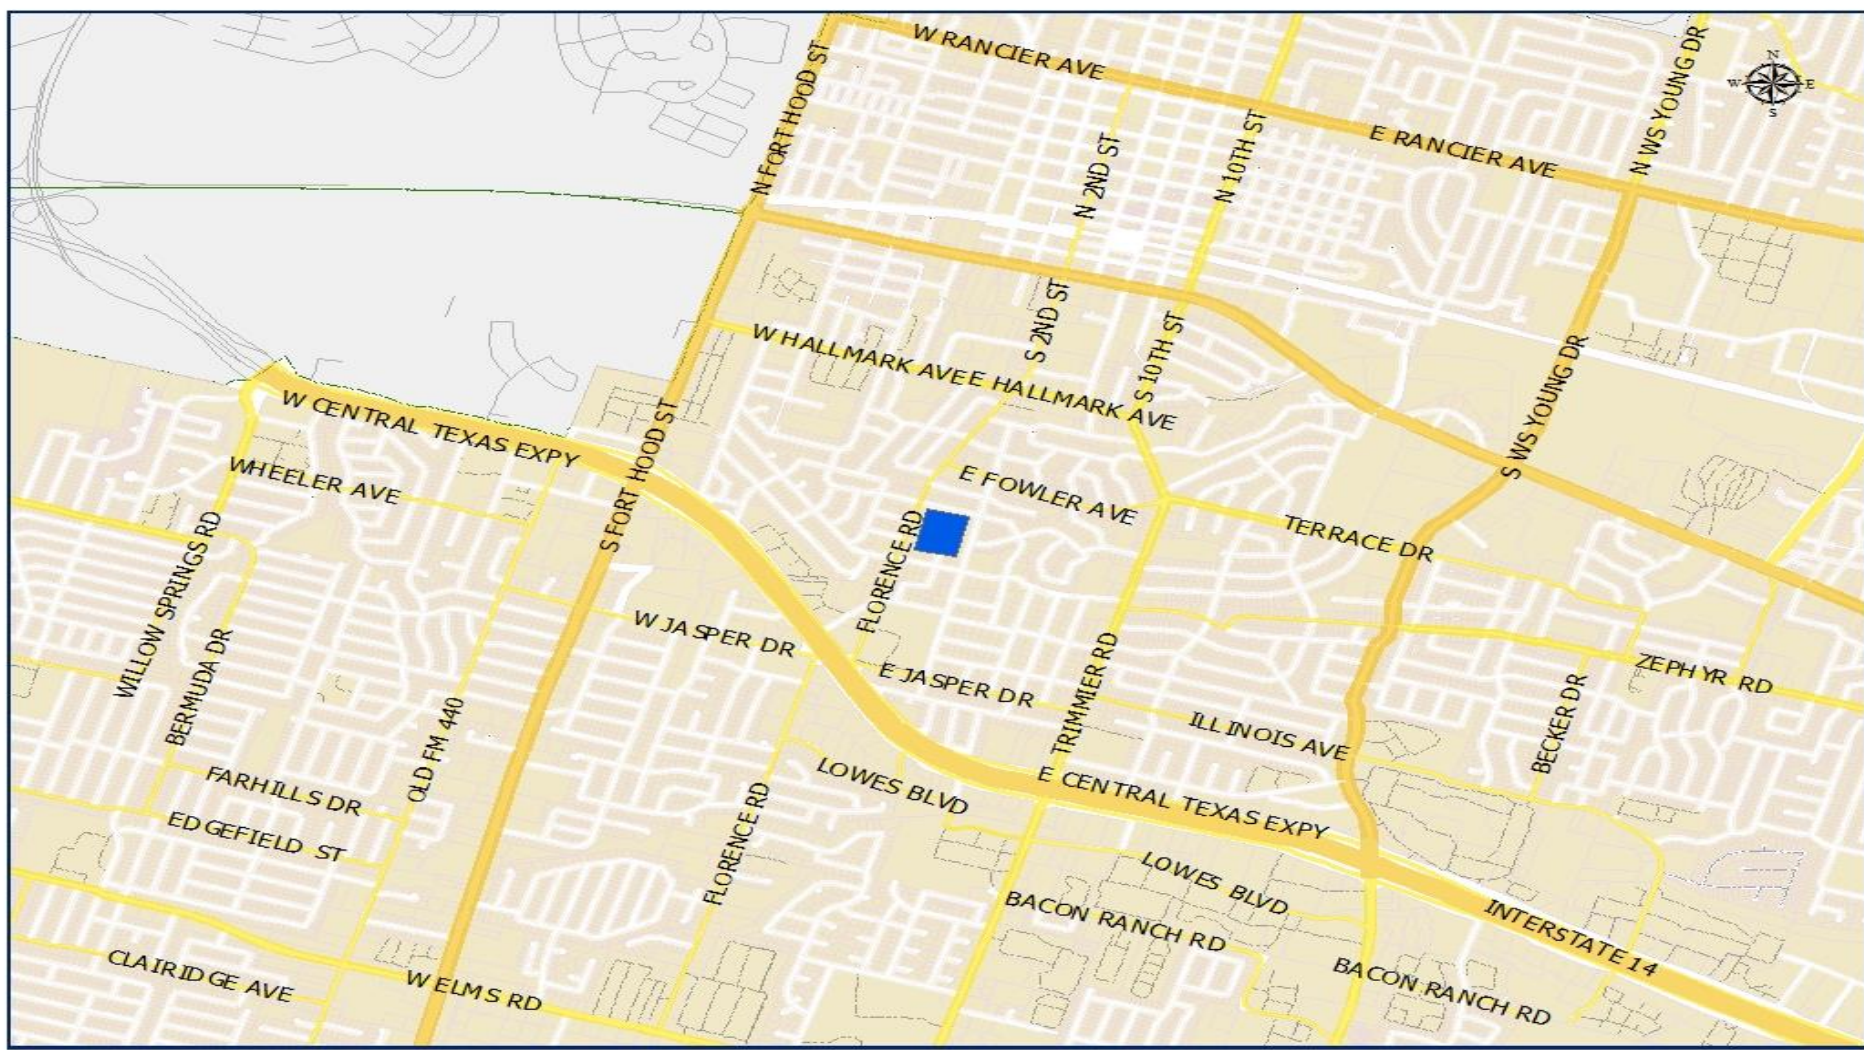 W RANCIER AVE
N WS YOUNG DR
N
W
E
S
N FORT HOOD ST
E RANCIER AVE
N 2ND ST
N 10TH ST
S 2ND ST
S 10TH ST
W HALLMARK AVE
E HALLMARK AVE
S WS YOUNG DR
W CENTRAL TEXAS EXPY
S FORT HOOD ST
WHEELER AVE
E FOWLER AVE
TERRACE DR
WILLOW SPRINGS RD
FLORENCE RD
BERMUDA DR
W JASPER DR
E JASPER DR
TRIMMIER RD
ZEPHYR RD
BECKER DR
ILLINOIS AVE
OLD FM 440
FARHILLS DR
EDGEFIELD ST
LOWES BLVD
E CENTRAL TEXAS EXPY
FLORENCE RD
LOWES BLVD
BACON RANCH RD
INTERSTATE 14
CLAIRIDGE AVE
W ELMS RD
BACON RANCH RD